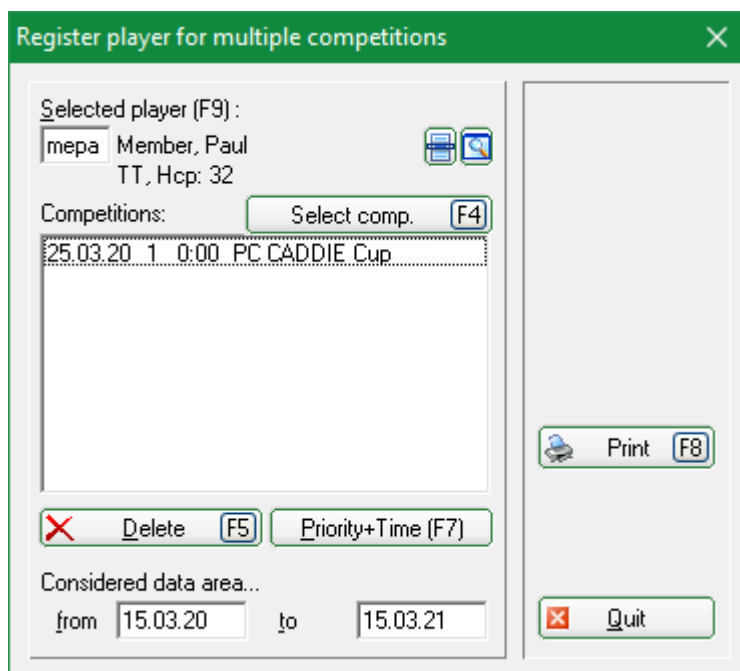 Register player for multiple competitions
Selected player (F9) :
mepa Member, Paul
TT, Hcp: 32
Competitions: Select comp. F4
25.03.20 1 0:00 PC CADDIE Cup
Print F8
Delete F5 Priority+Time (F7)
Considered data area...
from 15.03.20 to 15.03.21
Quit